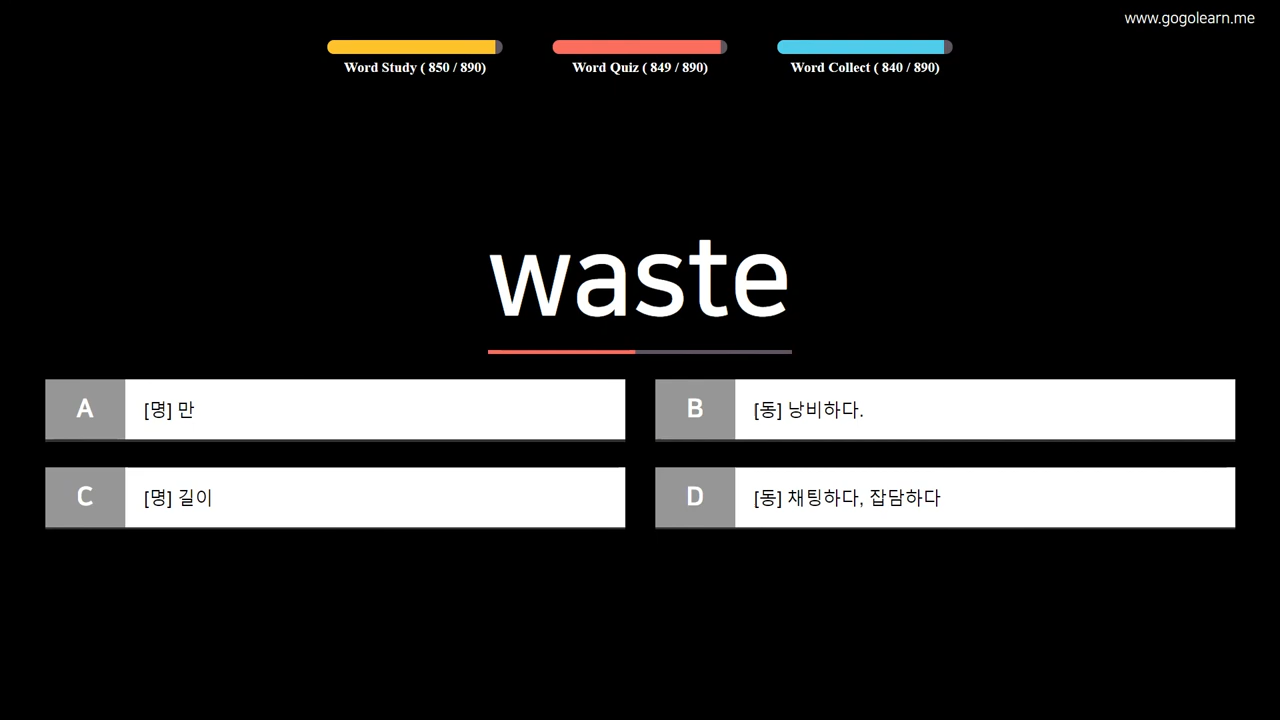 www.gogolearn.me
Word Study ( 850 / 890)
Word Quiz ( 849 / 890)
Word Collect ( 840 / 890)
waste
A [명] 만
B [동] 낭비하다.
C [명] 길이
D [동] 채팅하다, 잡담하다